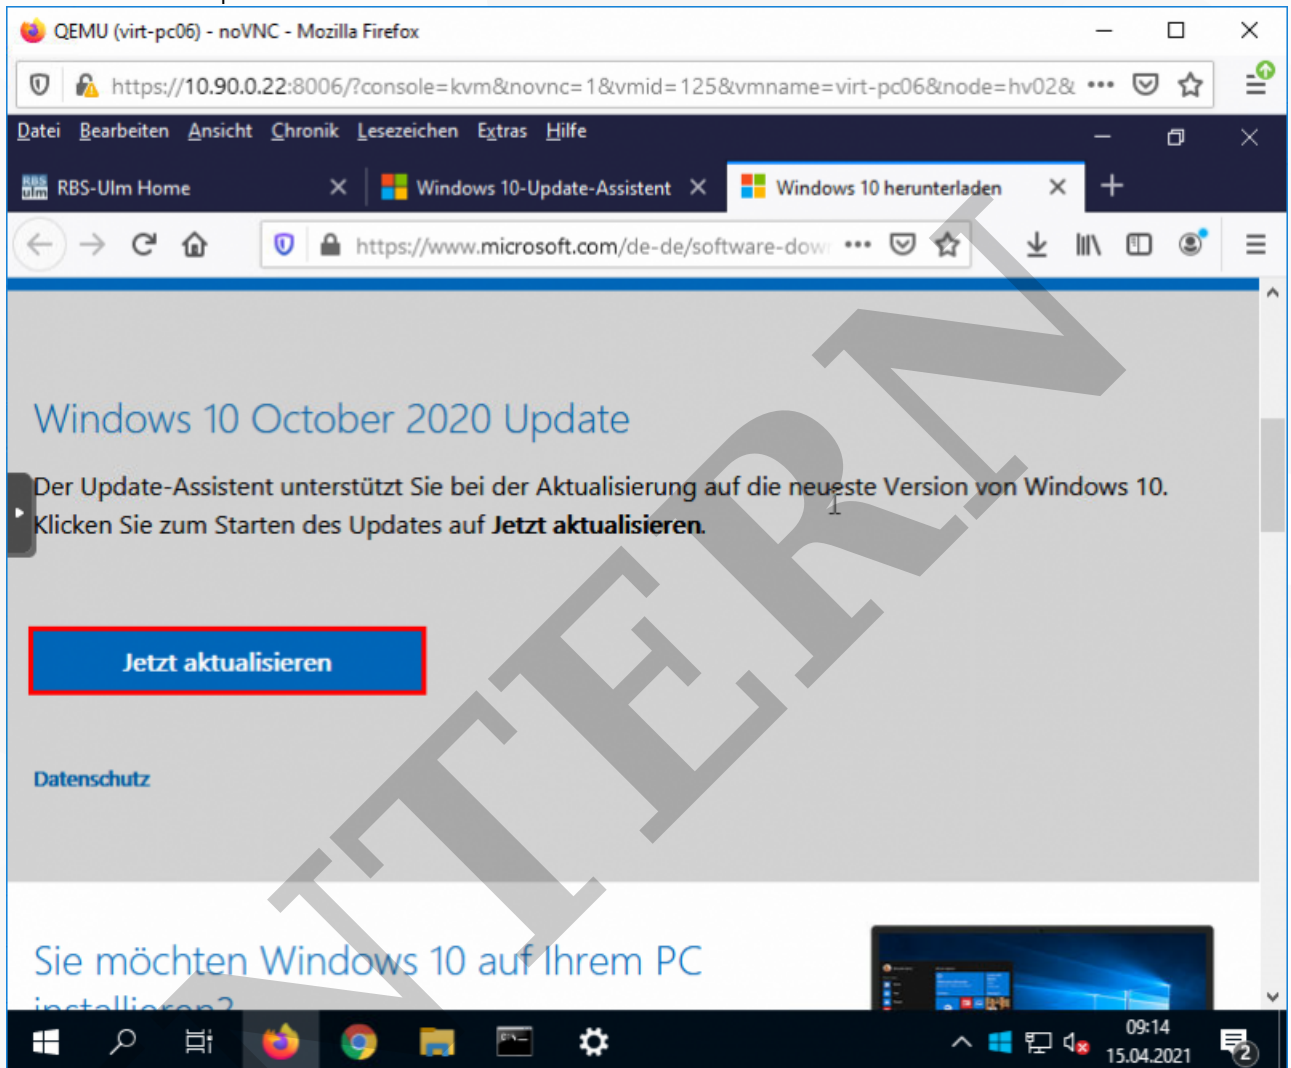 QEMU (virt-pc06) - noVNC - Mozilla Firefox
https://10.90.0.22:8006/?console=kvm&novnc=1&vmid=125&vmname=virt-pc06&node=hv02&
Datei Bearbeiten Ansicht Chronik Lesezeichen Extras Hilfe
RBS-Ulm Home Windows 10-Update-Assistent Windows 10 herunterladen
https://www.microsoft.com/de-de/software-dow
Windows 10 October 2020 Update
Der Update-Assistent unterstützt Sie bei der Aktualisierung auf die neueste Version von Windows 10.
Klicken Sie zum Starten des Updates auf Jetzt aktualisieren.
Jetzt aktualisieren
Datenschutz
Sie möchten Windows 10 auf Ihrem PC
installieren?
09:14
15.04.2021
2
NTERN